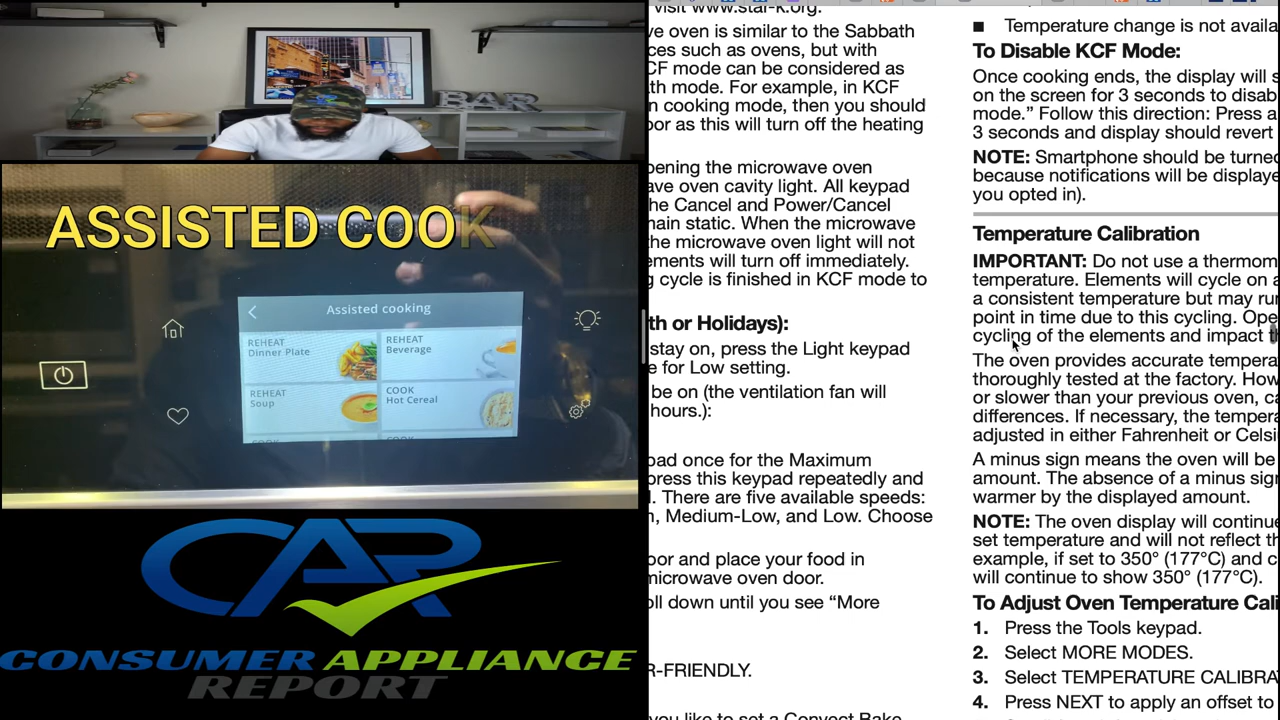 BAR
ASSISTED COOK
Assisted cooking
REHEAT
Dinner Plate
REHEAT
Beverage
REHEAT
Soup
COOK
Hot Cereal
CAR
CONSUMER APPLIANCE
REPORT
visit www.star-k.org.
ve oven is similar to the Sabbath
ces such as ovens, but with
CF mode can be considered as
th mode. For example, in KCF
n cooking mode, then you should
oor as this will turn off the heating
pening the microwave oven
ave oven cavity light. All keypad
he Cancel and Power/Cancel
main static. When the microwave
the microwave oven light will not
ements will turn off immediately.
g cycle is finished in KCF mode to
th or Holidays):
stay on, press the Light keypad
e for Low setting.
be on (the ventilation fan will
hours.):
pad once for the Maximum
press this keypad repeatedly and
l. There are five available speeds:
n, Medium-Low, and Low. Choose
oor and place your food in
microwave oven door.
oll down until you see “More
R-FRIENDLY.
you like to set a Convect Bake
■ Temperature change is not availa
To Disable KCF Mode:
Once cooking ends, the display will s
on the screen for 3 seconds to disab
mode.” Follow this direction: Press a
3 seconds and display should revert
NOTE: Smartphone should be turned
because notifications will be displaye
you opted in).
Temperature Calibration
IMPORTANT: Do not use a thermom
temperature. Elements will cycle on a
a consistent temperature but may ru
point in time due to this cycling. Ope
cycling of the elements and impact t
The oven provides accurate tempera
thoroughly tested at the factory. How
or slower than your previous oven, ca
differences. If necessary, the tempera
adjusted in either Fahrenheit or Celsi
A minus sign means the oven will be
amount. The absence of a minus sign
warmer by the displayed amount.
NOTE: The oven display will continue
set temperature and will not reflect th
example, if set to 350° (177°C) and c
will continue to show 350° (177°C).
To Adjust Oven Temperature Cali
1. Press the Tools keypad.
2. Select MORE MODES.
3. Select TEMPERATURE CALIBRA
4. Press NEXT to apply an offset to